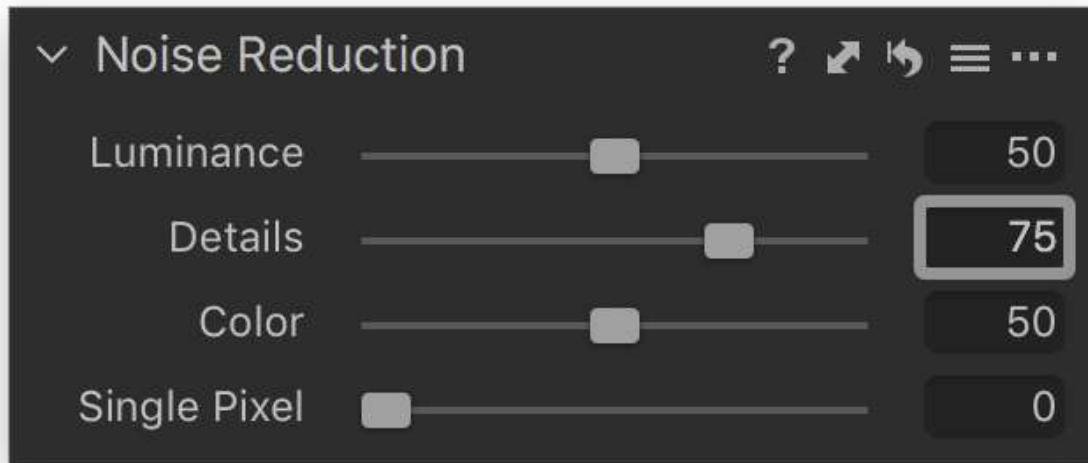 Noise Reduction ? ...
Luminance 50
Details 75
Color 50
Single Pixel 0